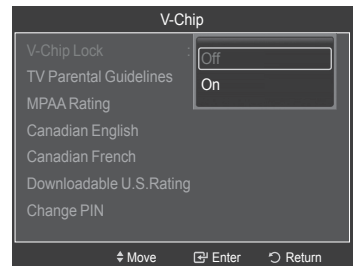 V-Chip
V-Chip Lock :
Off
On
TV Parental Guidelines
MPAA Rating
Canadian English
Canadian French
Downloadable U.S.Rating
Change PIN
Move Enter Return